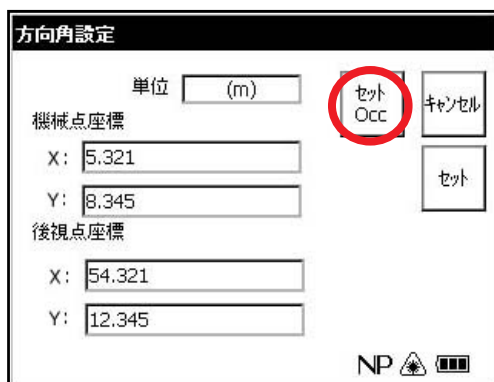 方向角設定
単位 (m)
セット
Occ
キャンセル
機械点座標
X: 5.321
Y: 8.345
セット
後視点座標
X: 54.321
Y: 12.345
NP